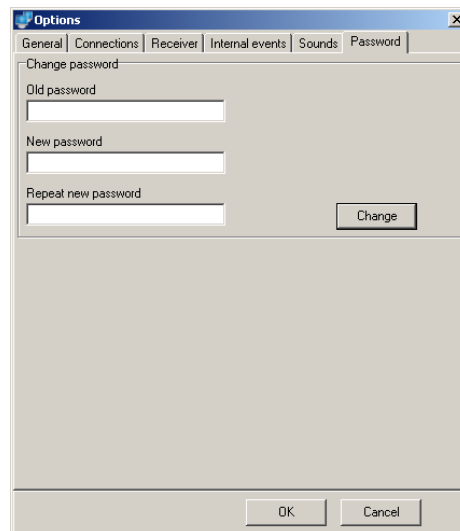 Options
General Connections Receiver Internal events Sounds Password
Change password
Old password
New password
Repeat new password
Change
OK Cancel